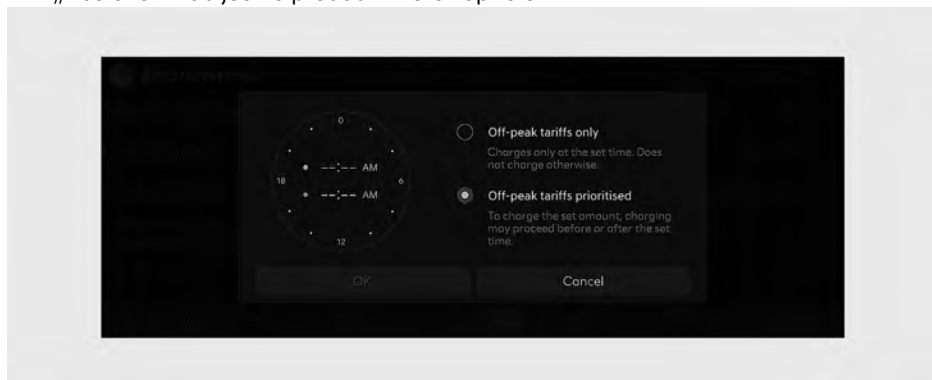 0
Off-peak tariffs only
Charges only at the set time. Does
not charge otherwise.
--:-- AM
18
6
--:-- AM
Off-peak tariffs prioritised
To charge the set amount, charging
may proceed before or after the set
time.
12
OK
Cancel